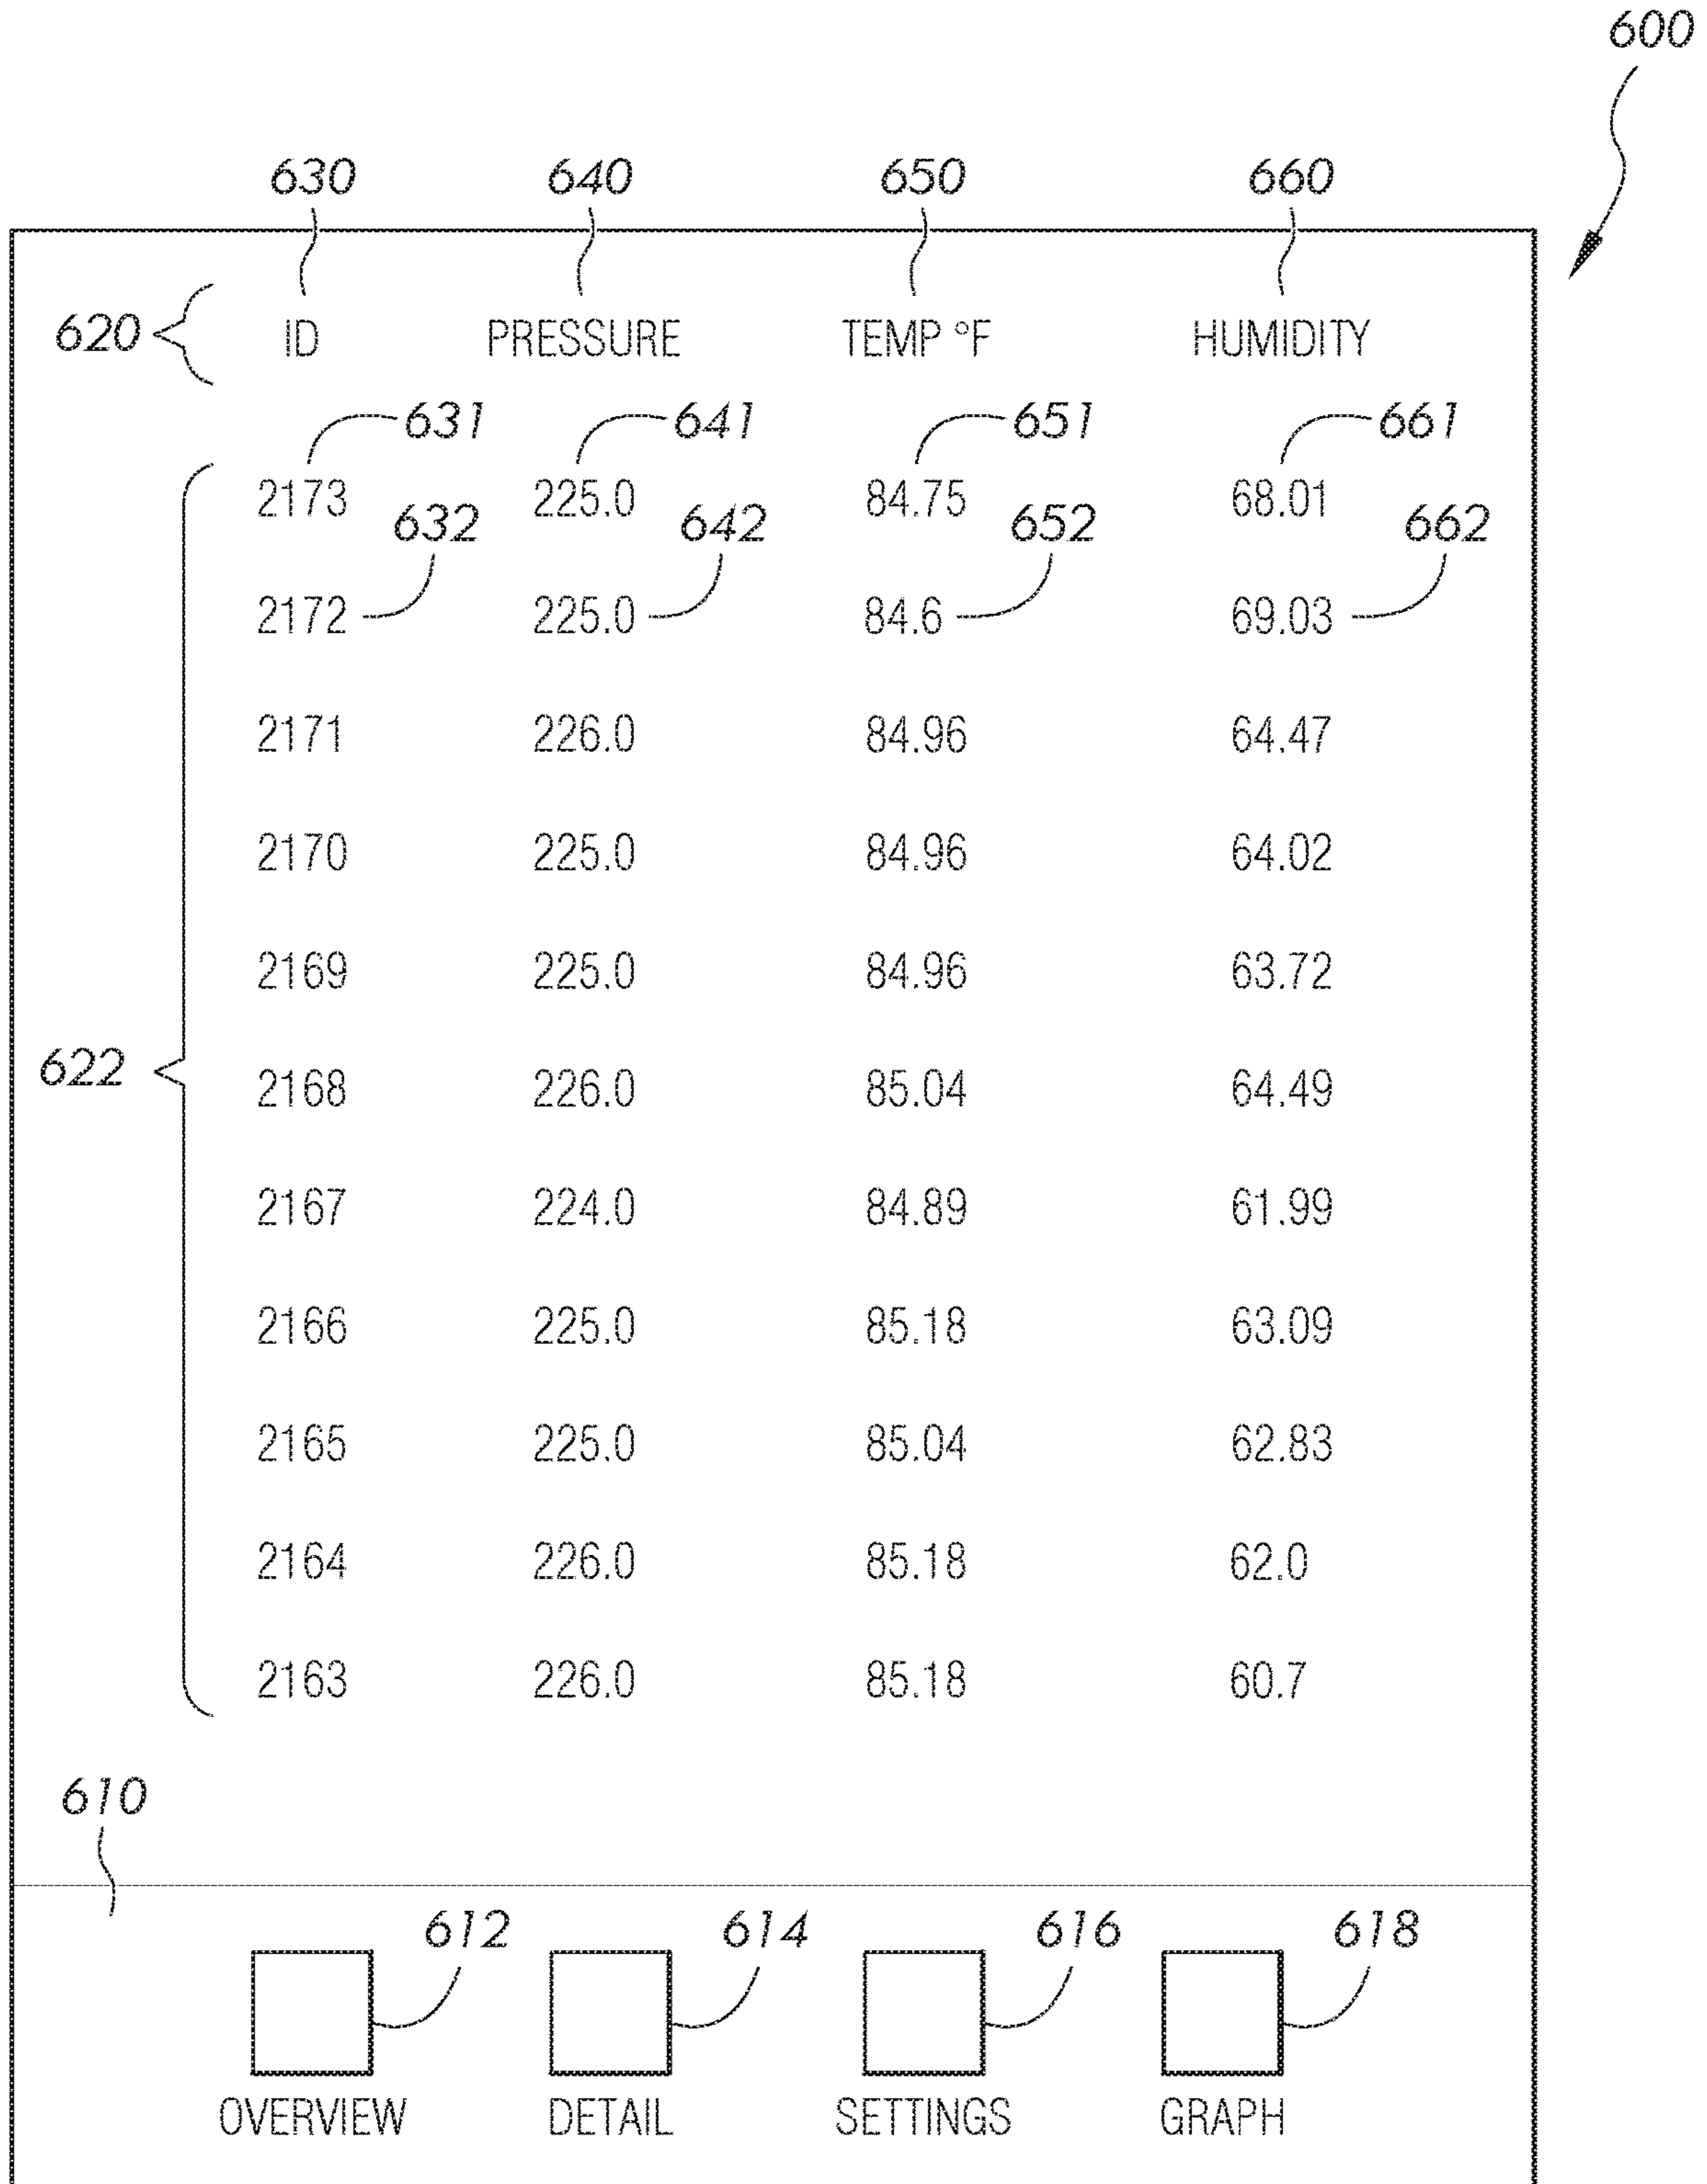 600
630 640 650 660
620 ID PRESSURE TEMP °F HUMIDITY
631 641 651 661
2173 225.0 84.75 68.01
632 642 652 662
2172 225.0 84.6 69.03
2171 226.0 84.96 64.47
2170 225.0 84.96 64.02
2169 225.0 84.96 63.72
622 2168 226.0 85.04 64.49
2167 224.0 84.89 61.99
2166 225.0 85.18 63.09
2165 225.0 85.04 62.83
2164 226.0 85.18 62.0
2163 226.0 85.18 60.7
610
612 614 616 618
OVERVIEW DETAIL SETTINGS GRAPH